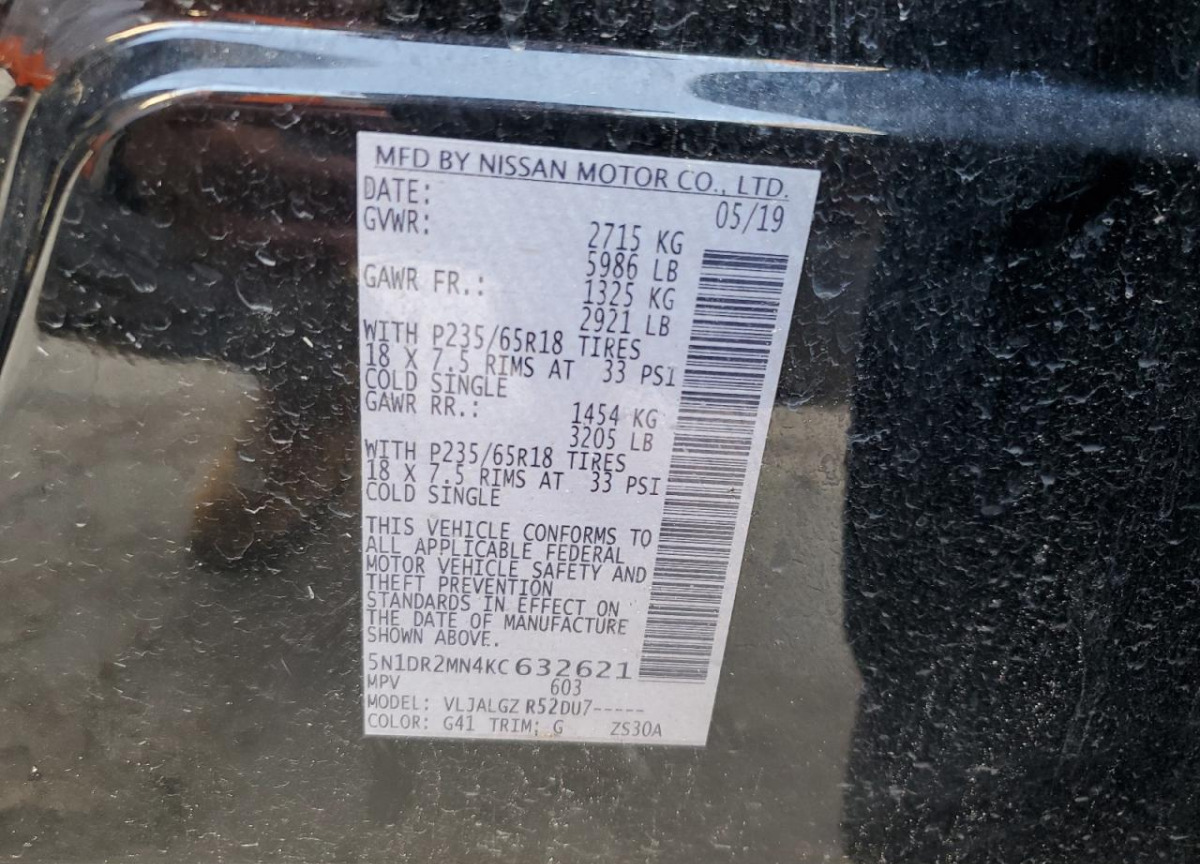 MFD BY NISSAN MOTOR CO., LTD.
DATE: 05/19
GVWR: 2715 KG
5986 LB
GAWR FR.: 1325 KG
2921 LB
WITH P235/65R18 TIRES
18 X 7.5 RIMS AT 33 PSI
COLD SINGLE
GAWR RR.: 1454 KG
3205 LB
WITH P235/65R18 TIRES
18 X 7.5 RIMS AT 33 PSI
COLD SINGLE
THIS VEHICLE CONFORMS TO
ALL APPLICABLE FEDERAL
MOTOR VEHICLE SAFETY AND
THEFT PREVENTION
STANDARDS IN EFFECT ON
THE DATE OF MANUFACTURE
SHOWN ABOVE.
5N1DR2MN4KC632621
MPV 603
MODEL: VLJALGZ R52DU7-----
COLOR: G41 TRIM: G ZS30A